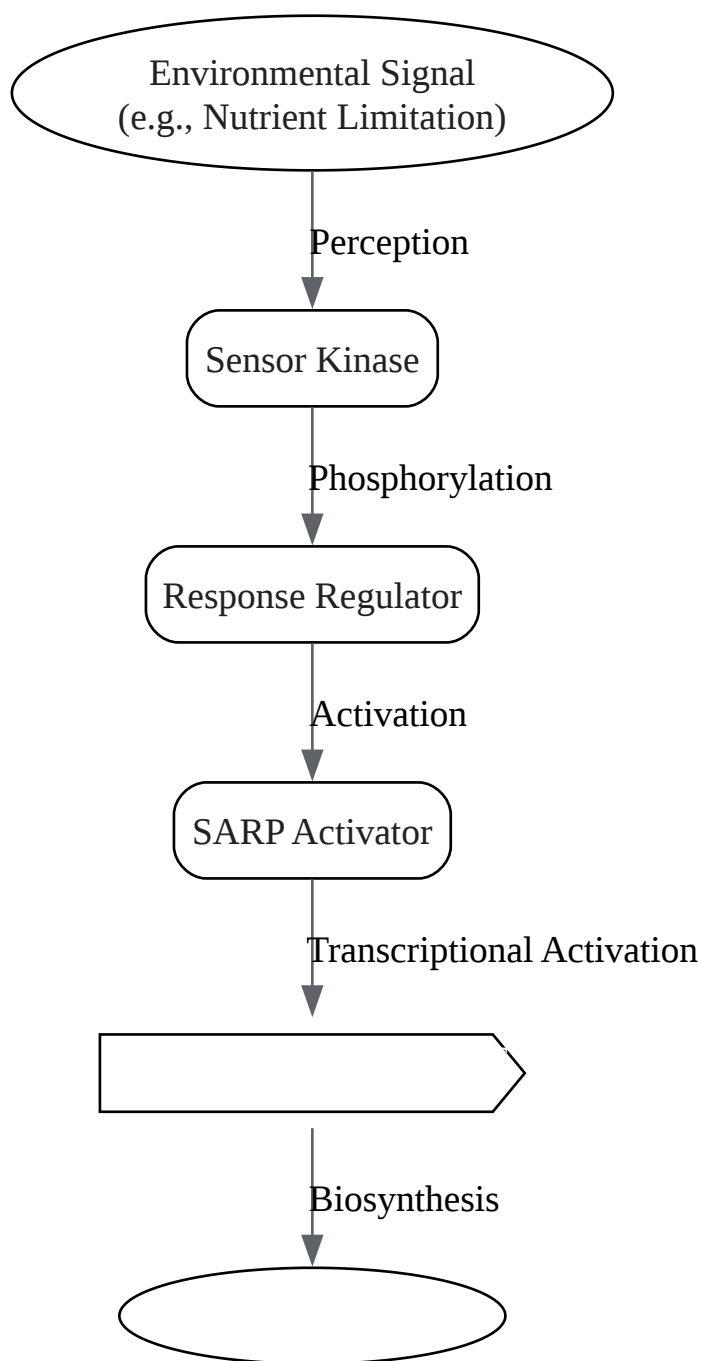 Environmental Signal
(e.g., Nutrient Limitation)
Perception
Sensor Kinase
Phosphorylation
Response Regulator
Activation
SARP Activator
Transcriptional Activation
Biosynthesis